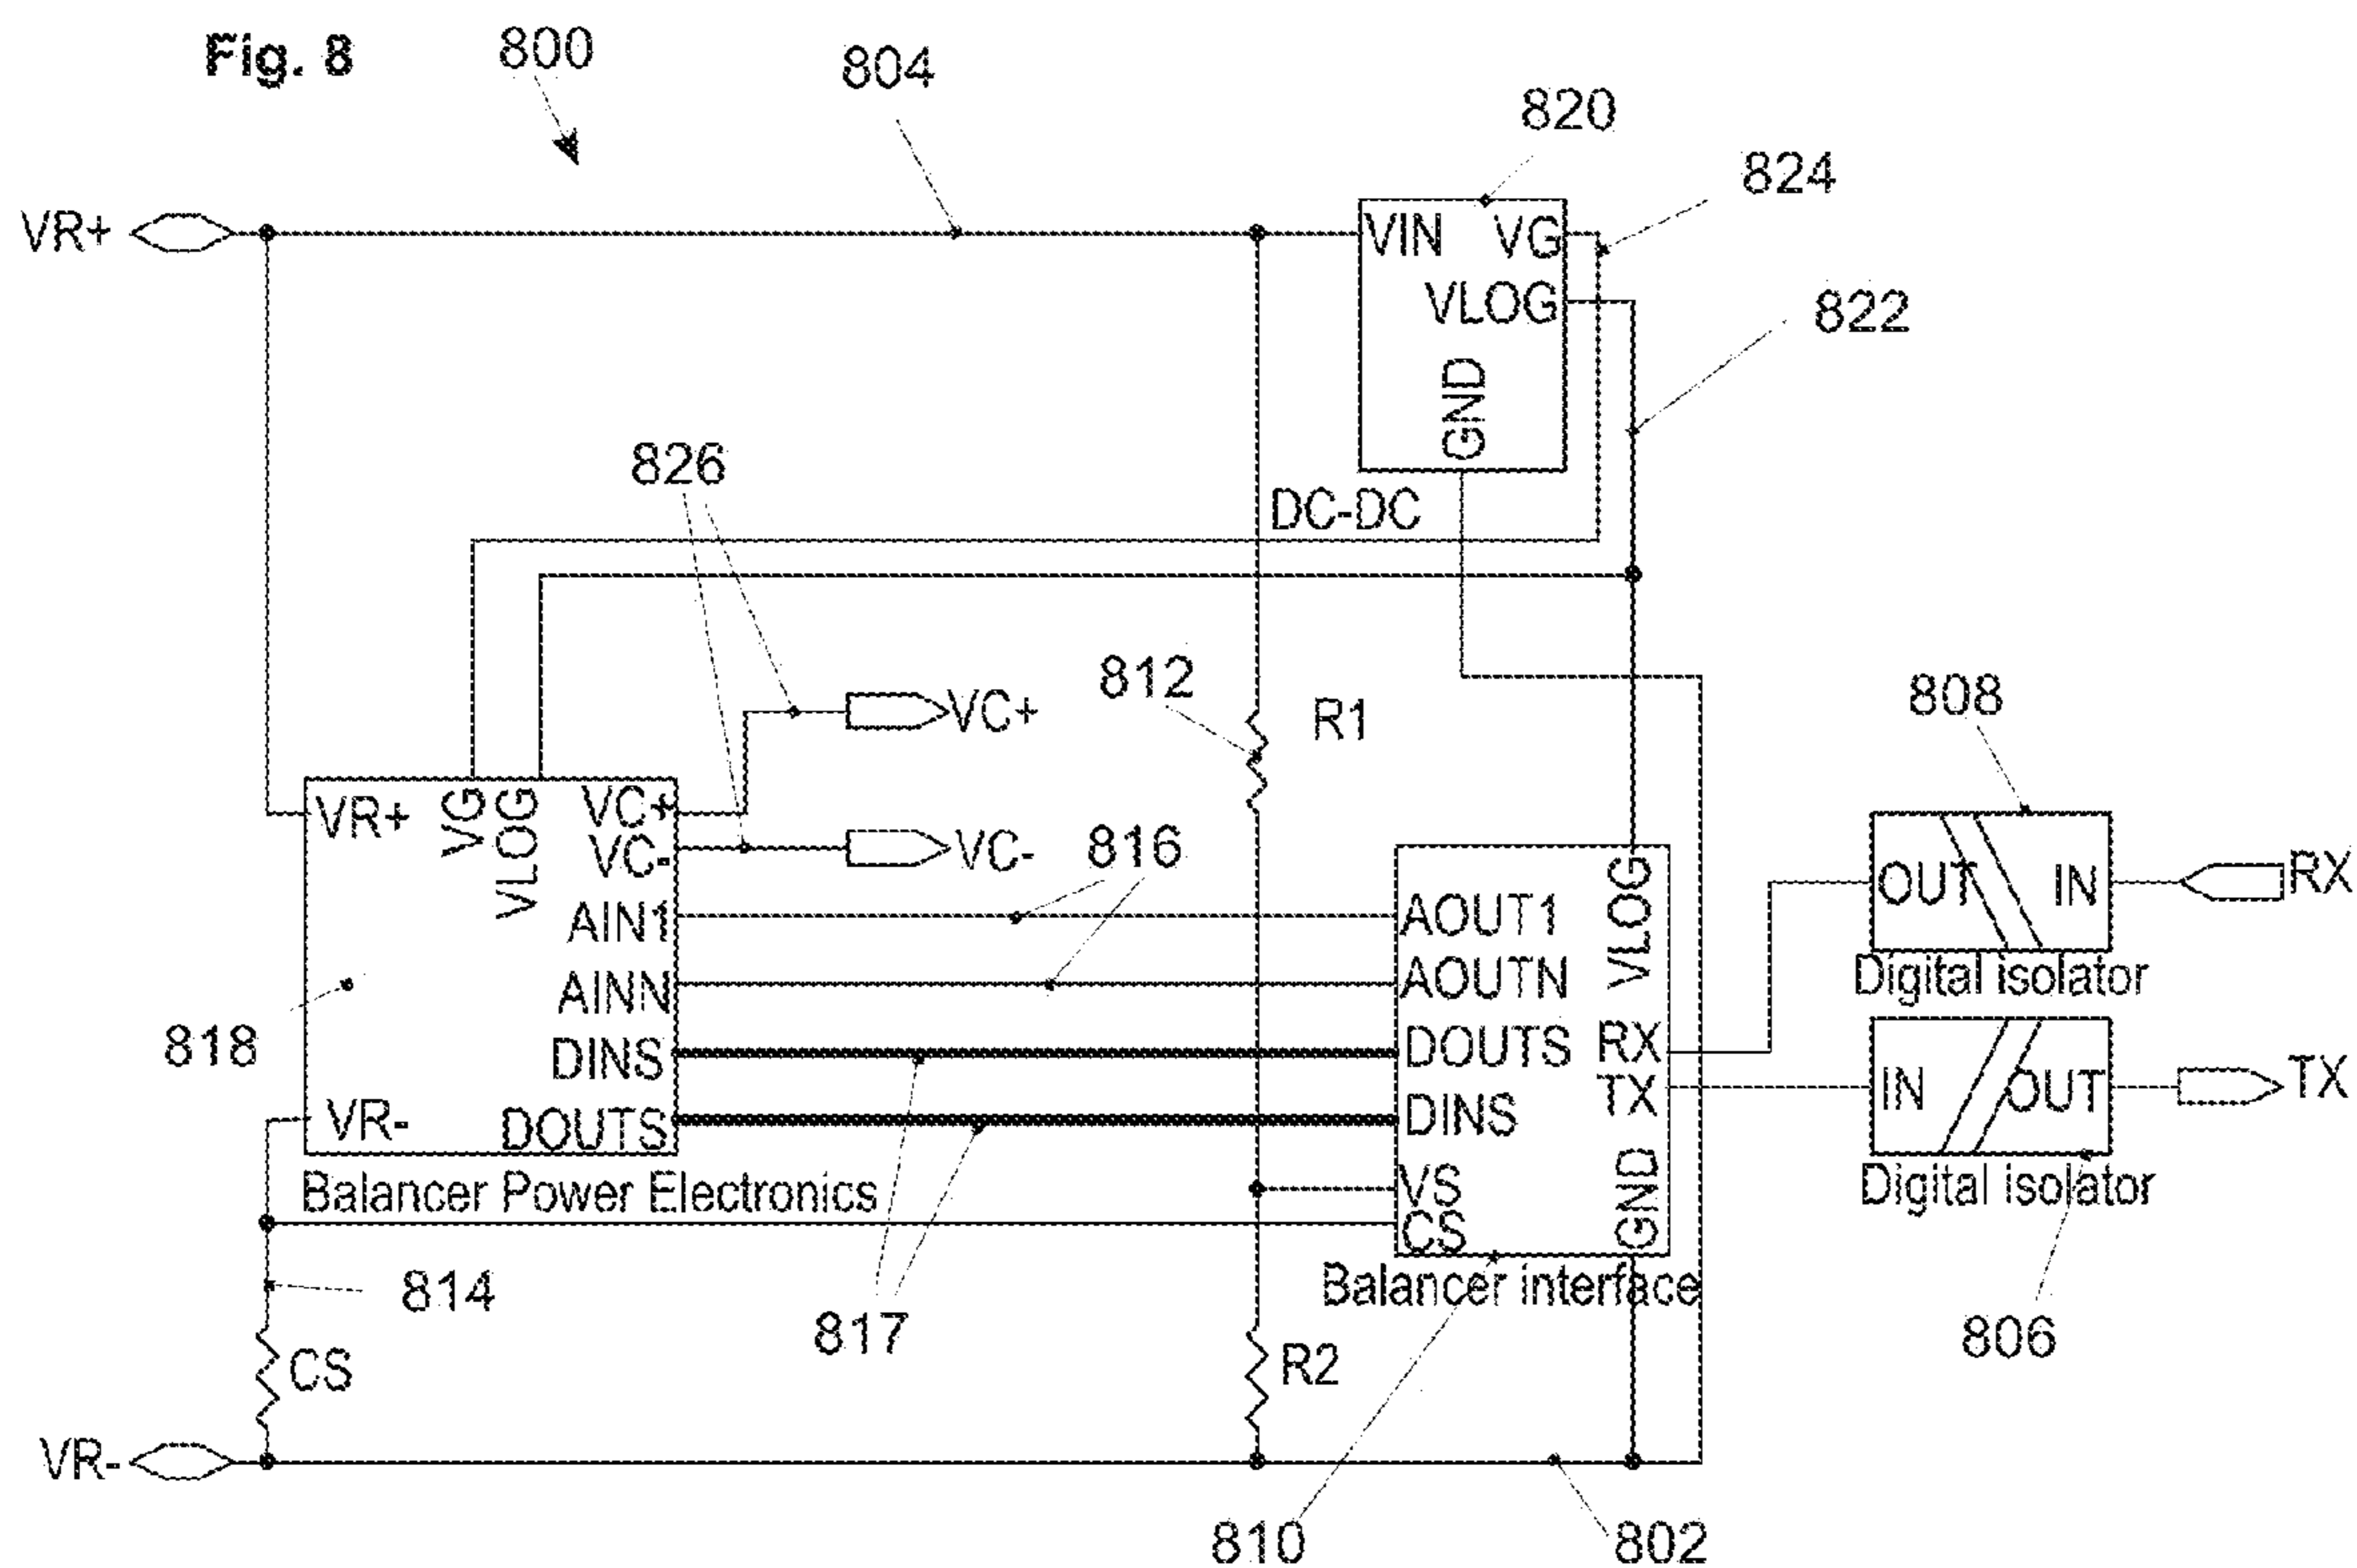 Fig. 8
800
804
820
824
VR+
VIN
VG
VLOG
822
GND
826
DC-DC
812
R1
VC+
808
VR+
VG
VLOG
VC+
VC-
VC-
816
VLOG
OUT
IN
RX
AIN1
AOUT1
AINN
AOUTN
Digital isolator
818
DINS
DOUTS
RX
IN
OUT
TX
VR-
DOUTS
DINS
TX
Balancer Power Electronics
VS
GND
Digital isolator
CS
Balancer interface
814
817
806
CS
R2
VR-
810
802